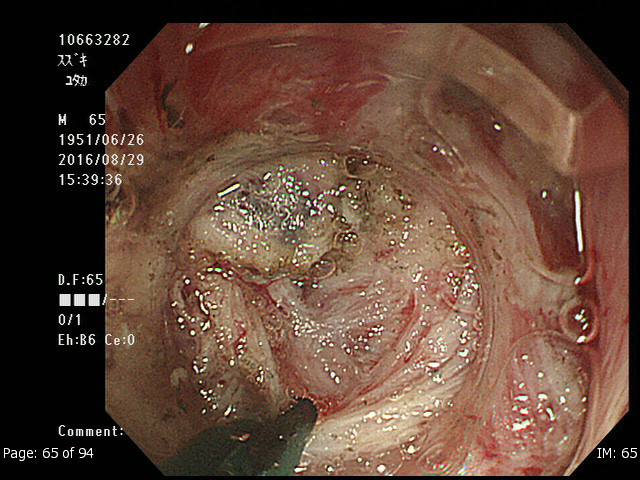 10663282
ｽｽﾞｷ
ﾕﾀｶ
M 65
1951/06/26
2016/08/29
15:39:36
D.F:65
■■■/---
0/1
Eh:B6 Ce:0
Comment:
Page: 65 of 94 IM: 65